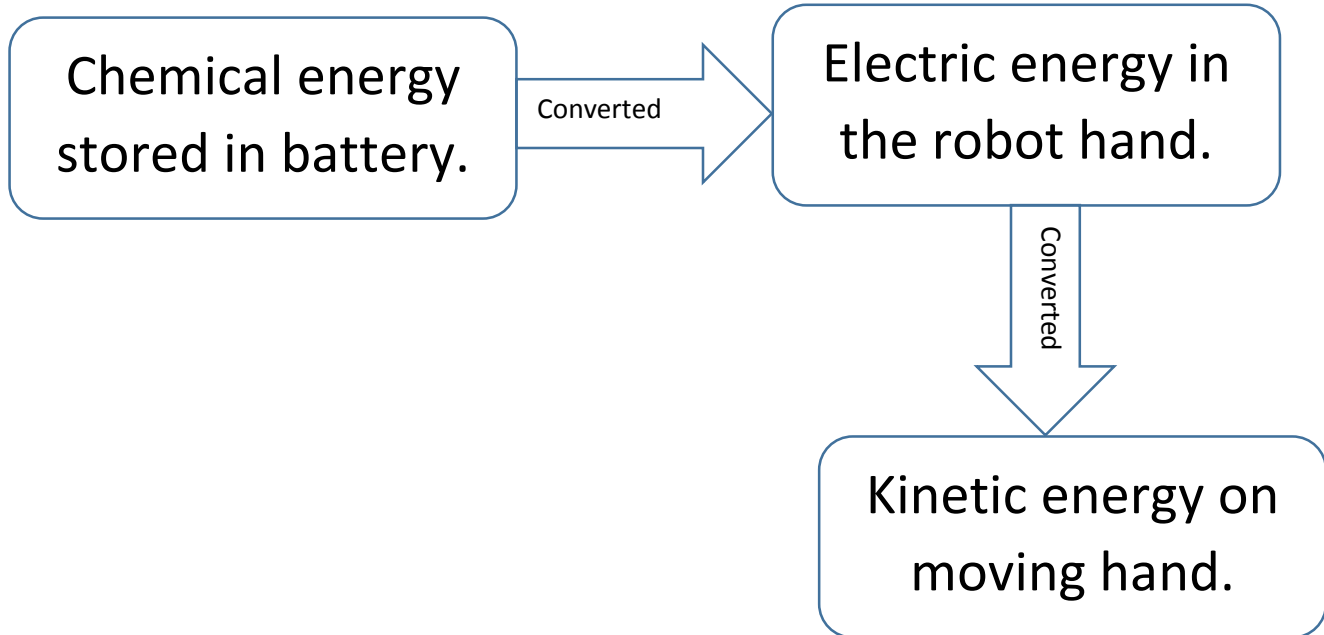 Chemical energy
stored in battery.
Converted
Electric energy in
the robot hand.
Converted
Kinetic energy on
moving hand.